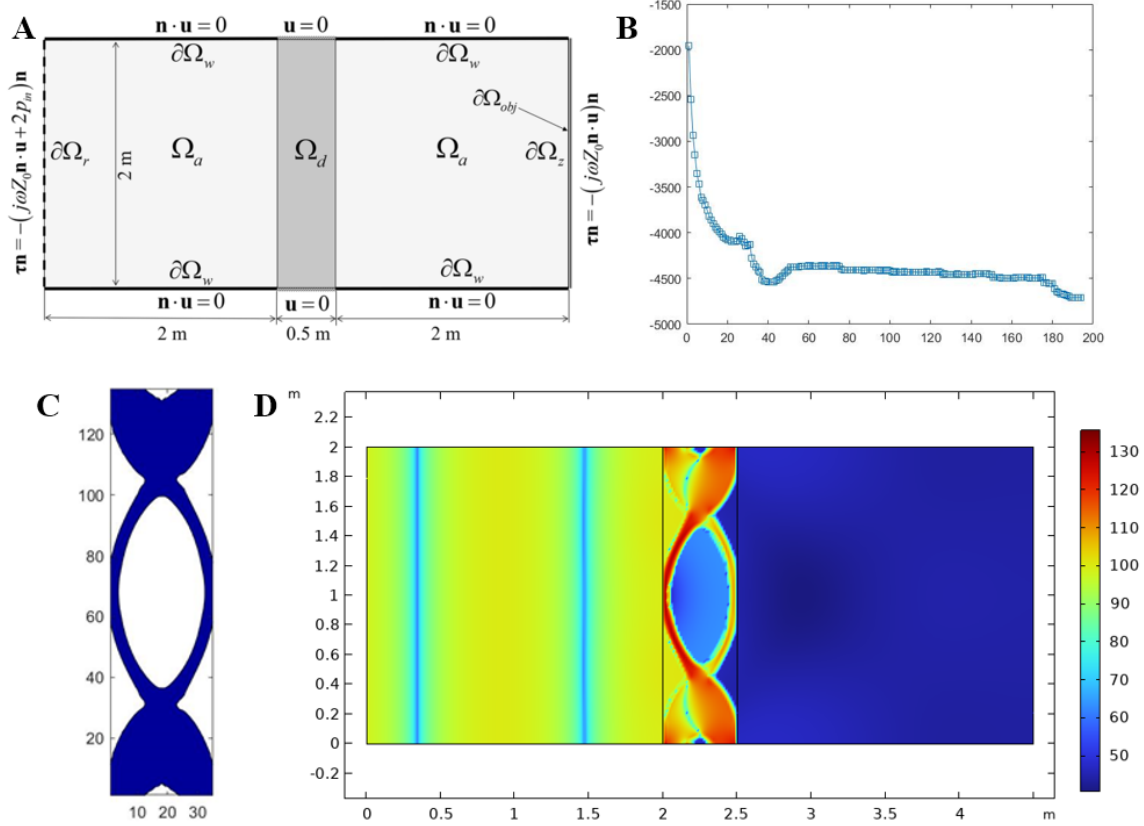 A
n · u = 0
u = 0
n · u = 0
∂Ω_w
∂Ω_w
∂Ω_obj
τn = −(jωZ₀n · u + 2p_in)n
∂Ω_r
Ω_a
2 m
Ω_d
Ω_a
∂Ω_z
τn = −(jωZ₀n · u)n
∂Ω_w
∂Ω_w
n · u = 0
u = 0
n · u = 0
2 m
0.5 m
2 m
B
-1500
-2000
-2500
-3000
-3500
-4000
-4500
-5000
0 20 40 60 80 100 120 140 160 180 200
C
120
100
80
60
40
20
10 20 30
D
m
2.2
2
1.8
1.6
1.4
1.2
1
0.8
0.6
0.4
0.2
0
-0.2
0 0.5 1 1.5 2 2.5 3 3.5 4 m
130
120
110
100
90
80
70
60
50